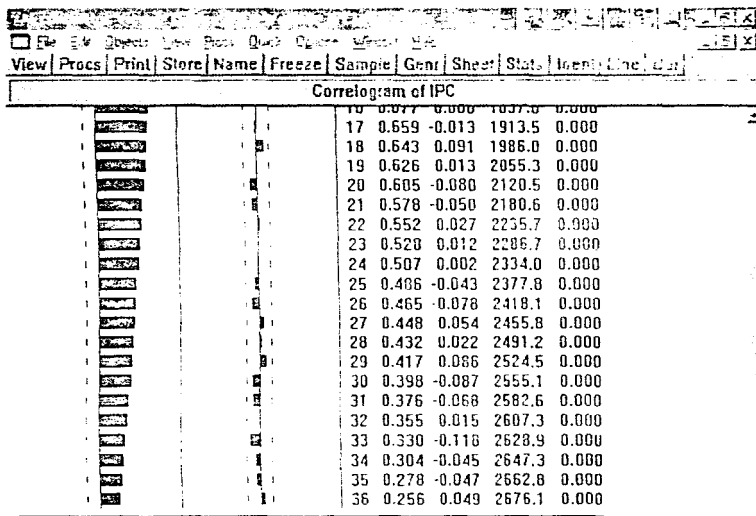 File Edit Objects View Procs Quick Options Window Help
View Procs Print Store Name Freeze Sample Genr Sheet Stats Ident Line Bar
Correlogram of IPC
17 0.659 -0.013 1913.5 0.000
18 0.643 0.091 1986.0 0.000
19 0.626 0.013 2055.3 0.000
20 0.605 -0.080 2120.5 0.000
21 0.578 -0.050 2180.6 0.000
22 0.552 0.027 2235.7 0.000
23 0.528 0.012 2286.7 0.000
24 0.507 0.002 2334.0 0.000
25 0.486 -0.043 2377.8 0.000
26 0.465 -0.078 2418.1 0.000
27 0.448 0.054 2455.8 0.000
28 0.432 0.022 2491.2 0.000
29 0.417 0.086 2524.5 0.000
30 0.398 -0.087 2555.1 0.000
31 0.376 -0.068 2582.6 0.000
32 0.355 0.015 2607.3 0.000
33 0.330 -0.118 2628.9 0.000
34 0.304 -0.045 2647.3 0.000
35 0.278 -0.047 2662.8 0.000
36 0.256 0.049 2676.1 0.000